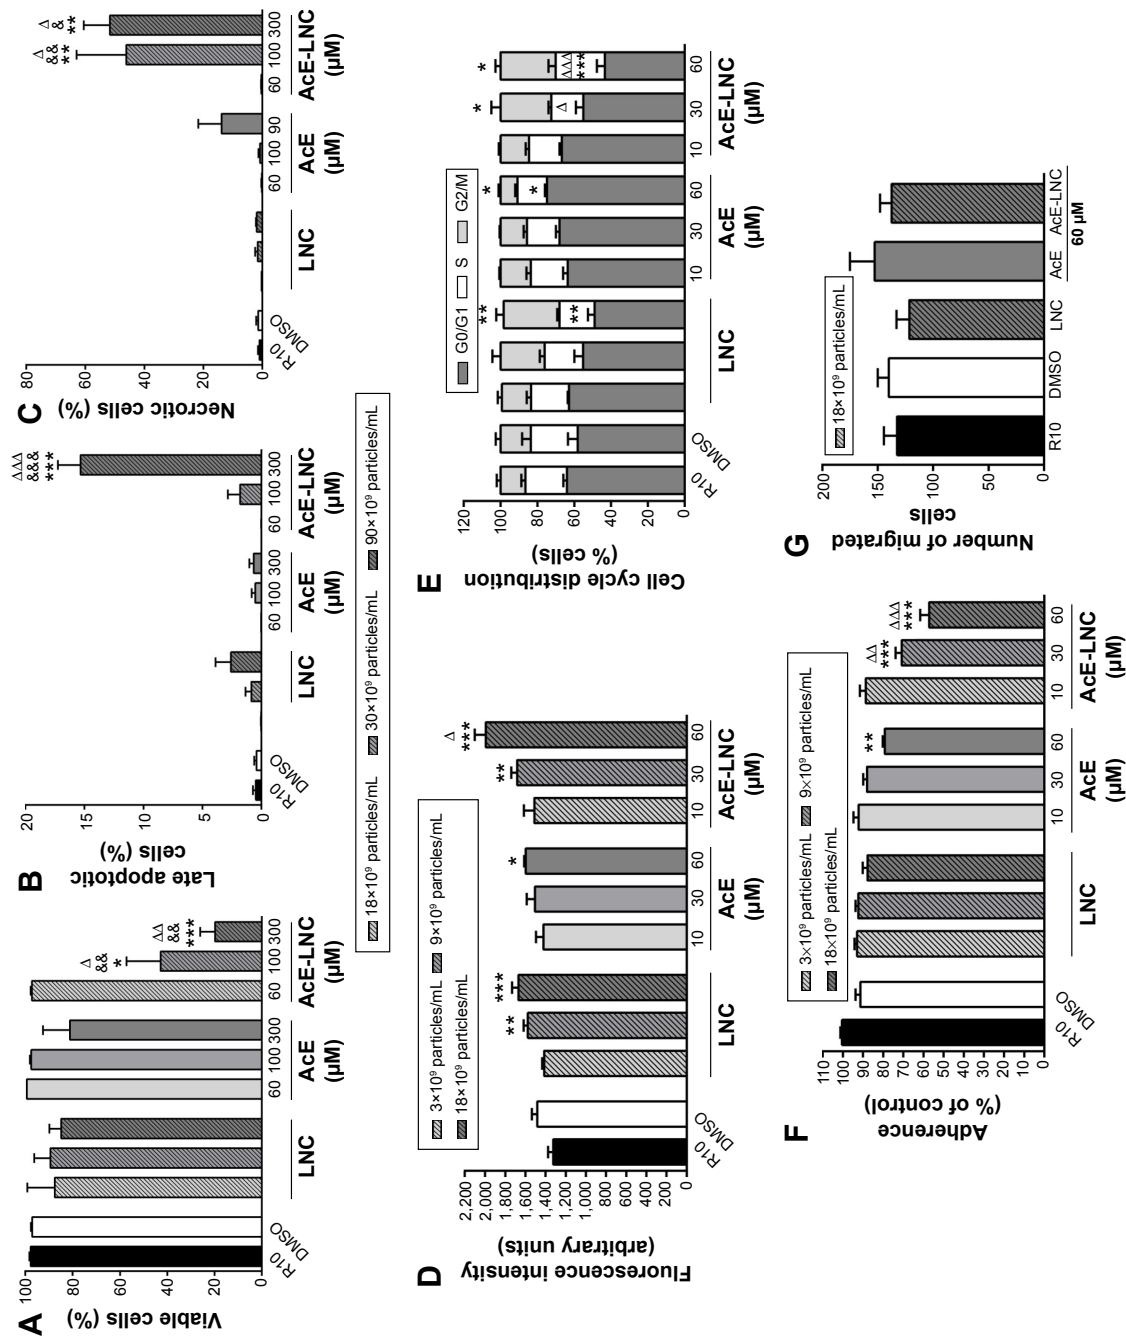 A
Viable cells (%)
100
80
60
40
20
0
Δ
&&
*
ΔΔ
&&
***
R10 DMSO 60 100 300 60 100 300
LNC AcE AcE-LNC
(µM) (µM)
B
Late apoptotic
cells (%)
20
15
10
5
0
ΔΔΔ
&&&
***
R10 DMSO 60 100 300 60 100 300
LNC AcE AcE-LNC
(µM) (µM)
C
Necrotic cells (%)
80
60
40
20
0
Δ
&&
**
Δ
&
**
R10 DMSO 60 100 90 60 100 300
LNC AcE AcE-LNC
(µM) (µM)
18×10⁹ particles/mL 30×10⁹ particles/mL 90×10⁹ particles/mL
D
Fluorescence intensity
(arbitrary units)
3×10⁹ particles/mL 9×10⁹ particles/mL
18×10⁹ particles/mL
2,200
2,000
1,800
1,600
1,400
1,200
1,000
800
600
400
200
0
**
***
*
**
Δ
***
R10 DMSO 10 30 60 10 30 60
LNC AcE AcE-LNC
(µM) (µM)
E
Cell cycle distribution
(% cells)
G0/G1 S G2/M
120
100
80
60
40
20
0
**
**
*
*
*
Δ
*
ΔΔΔ
***
R10 DMSO 10 30 60 10 30 60
LNC AcE AcE-LNC
(µM) (µM)
F
Adherence
(% of control)
3×10⁹ particles/mL 9×10⁹ particles/mL
18×10⁹ particles/mL
110
100
90
80
70
60
50
40
30
20
10
0
**
ΔΔ
***
ΔΔΔ
***
R10 DMSO 10 30 60 10 30 60
LNC AcE AcE-LNC
(µM) (µM)
G
Number of migrated
cells
18×10⁹ particles/mL
200
150
100
50
0
R10 DMSO LNC AcE AcE-LNC
60 µM